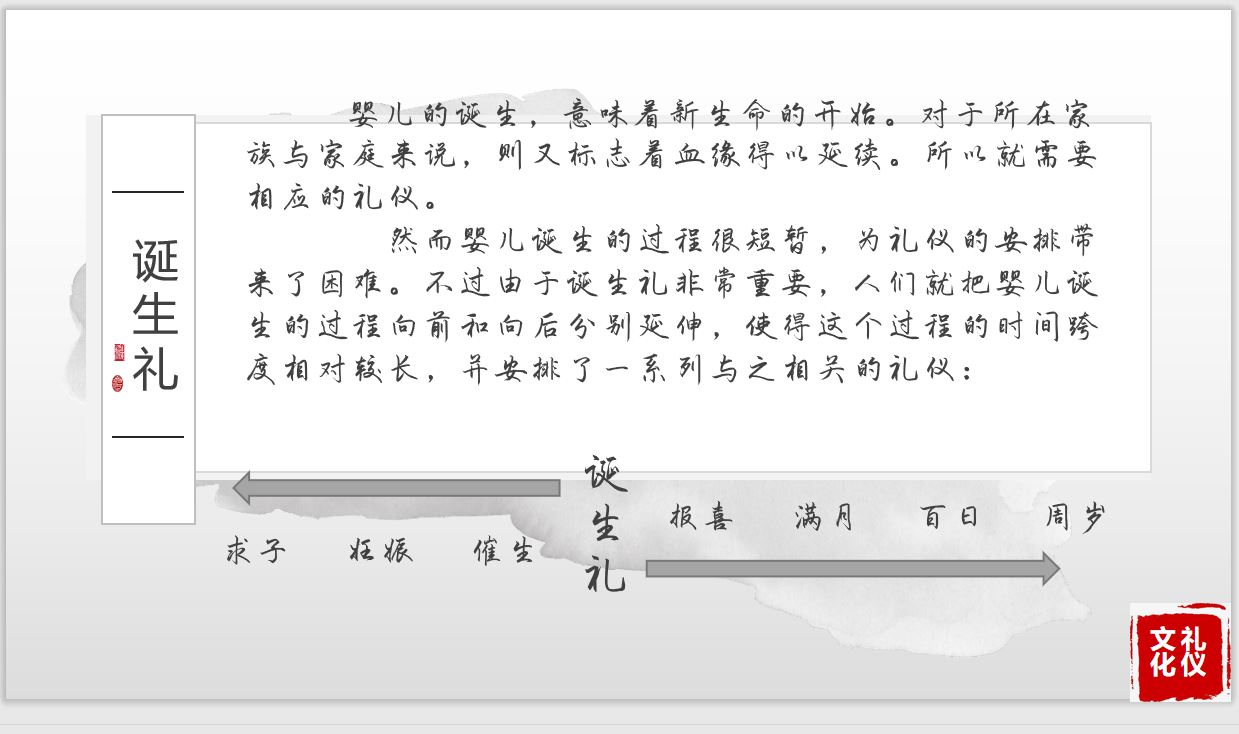 诞生礼
婴儿的诞生，意味着新生命的开始。对于所在家
族与家庭来说，则又标志着血缘得以延续。所以就需要
相应的礼仪。
然而婴儿诞生的过程很短暂，为礼仪的安排带
来了困难。不过由于诞生礼非常重要，人们就把婴儿诞
生的过程向前和向后分别延伸，使得这个过程的时间跨
度相对较长，并安排了一系列与之相关的礼仪：
诞生礼
求子 妊娠 催生
报喜 满月 百日 周岁
文化
礼仪